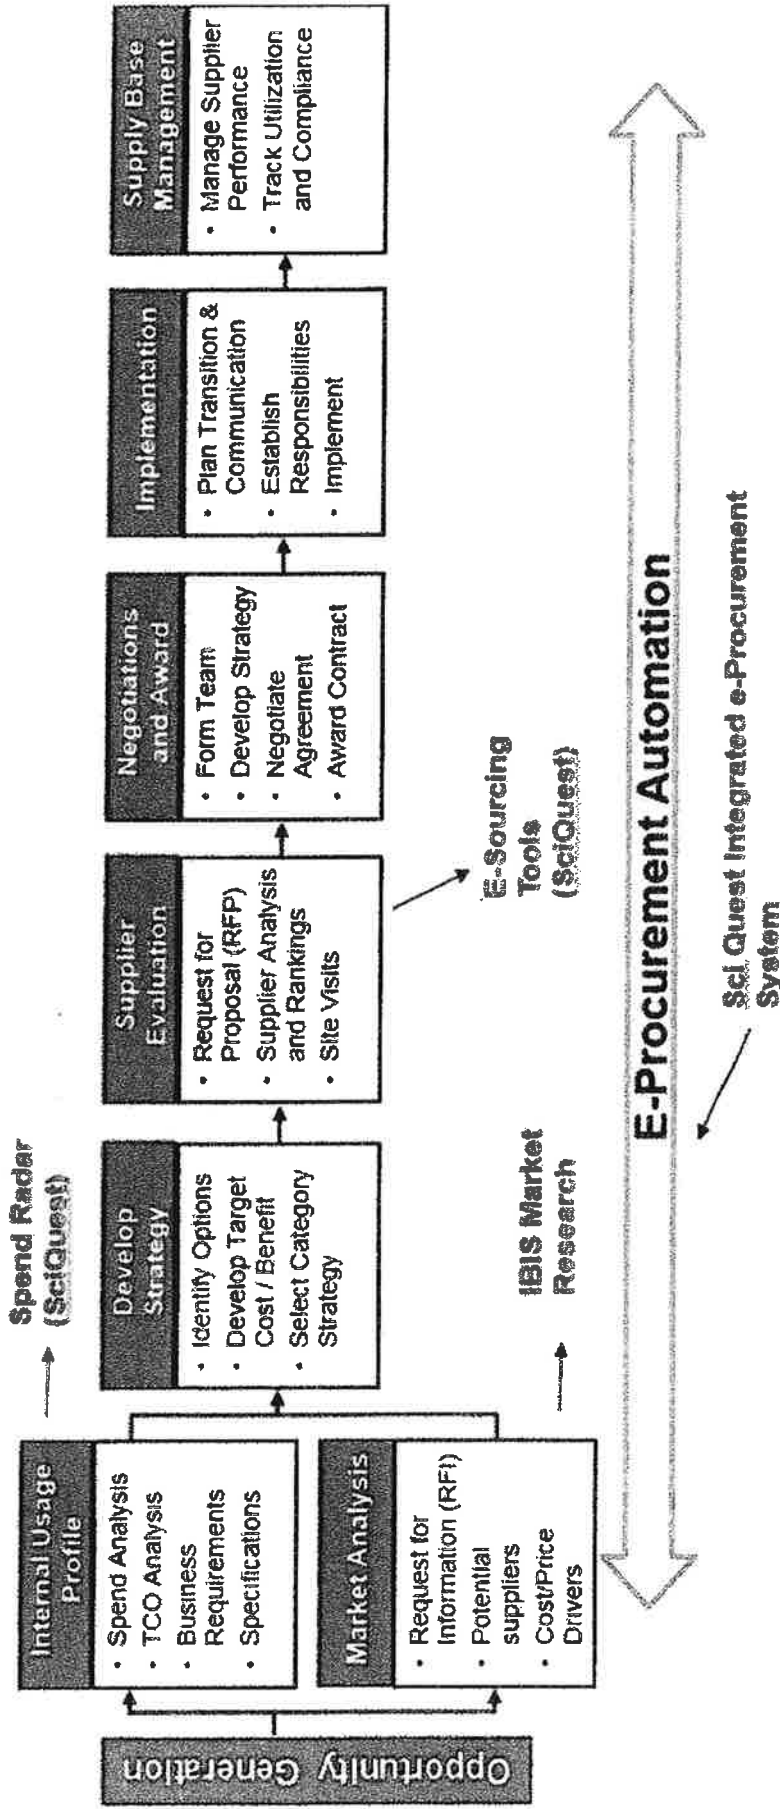 Opportunity Generation
Internal Usage
Profile
• Spend Analysis
• TCO Analysis
• Business
Requirements
• Specifications
Market Analysis
• Request for
Information (RFI)
• Potential
suppliers
• Cost/Price
Drivers
Spend Radar
(SciQuest)
IBIS Market
Research
Develop
Strategy
• Identify Options
• Develop Target
Cost / Benefit
• Select Category
Strategy
Supplier
Evaluation
• Request for
Proposal (RFP)
• Supplier Analysis
and Rankings
• Site Visits
E-Sourcing
Tools
(SciQuest)
Negotiations
and Award
• Form Team
• Develop Strategy
• Negotiate
Agreement
• Award Contract
Implementation
• Plan Transition &
Communication
• Establish
Responsibilities
• Implement
Supply Base
Management
• Manage Supplier
Performance
• Track Utilization
and Compliance
E-Procurement Automation
Sci Quest Integrated e-Procurement
System